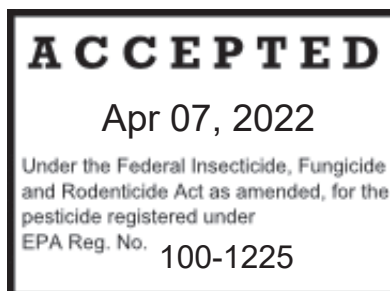 ACCEPTED
Apr 07, 2022
Under the Federal Insecticide, Fungicide
and Rodenticide Act as amended, for the
pesticide registered under
EPA Reg. No. 100-1225